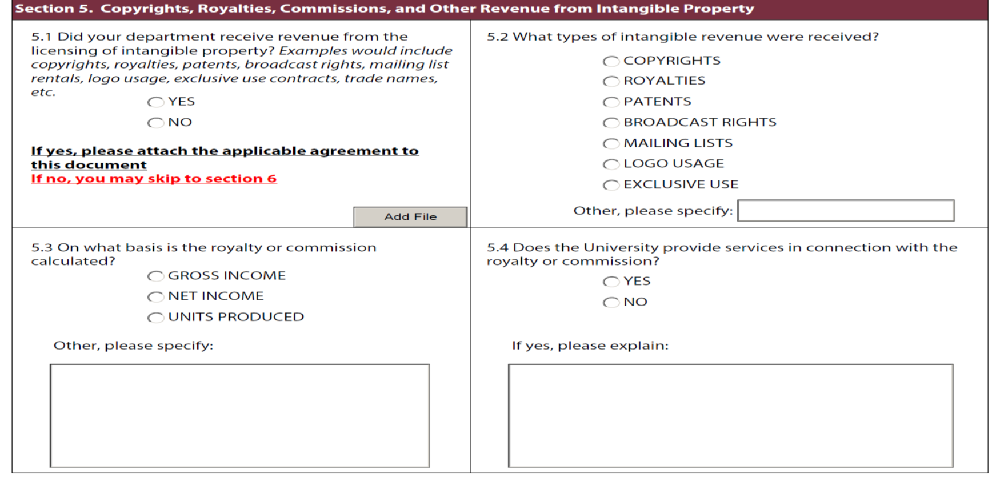 Section 5. Copyrights, Royalties, Commissions, and Other Revenue from Intangible Property
5.1 Did your department receive revenue from the
licensing of intangible property? Examples would include
copyrights, royalties, patents, broadcast rights, mailing list
rentals, logo usage, exclusive use contracts, trade names,
etc.
YES
NO
If yes, please attach the applicable agreement to
this document
If no, you may skip to section 6
Add File
5.2 What types of intangible revenue were received?
COPYRIGHTS
ROYALTIES
PATENTS
BROADCAST RIGHTS
MAILING LISTS
LOGO USAGE
EXCLUSIVE USE
Other, please specify:
5.3 On what basis is the royalty or commission
calculated?
GROSS INCOME
NET INCOME
UNITS PRODUCED
Other, please specify:
5.4 Does the University provide services in connection with the
royalty or commission?
YES
NO
If yes, please explain: